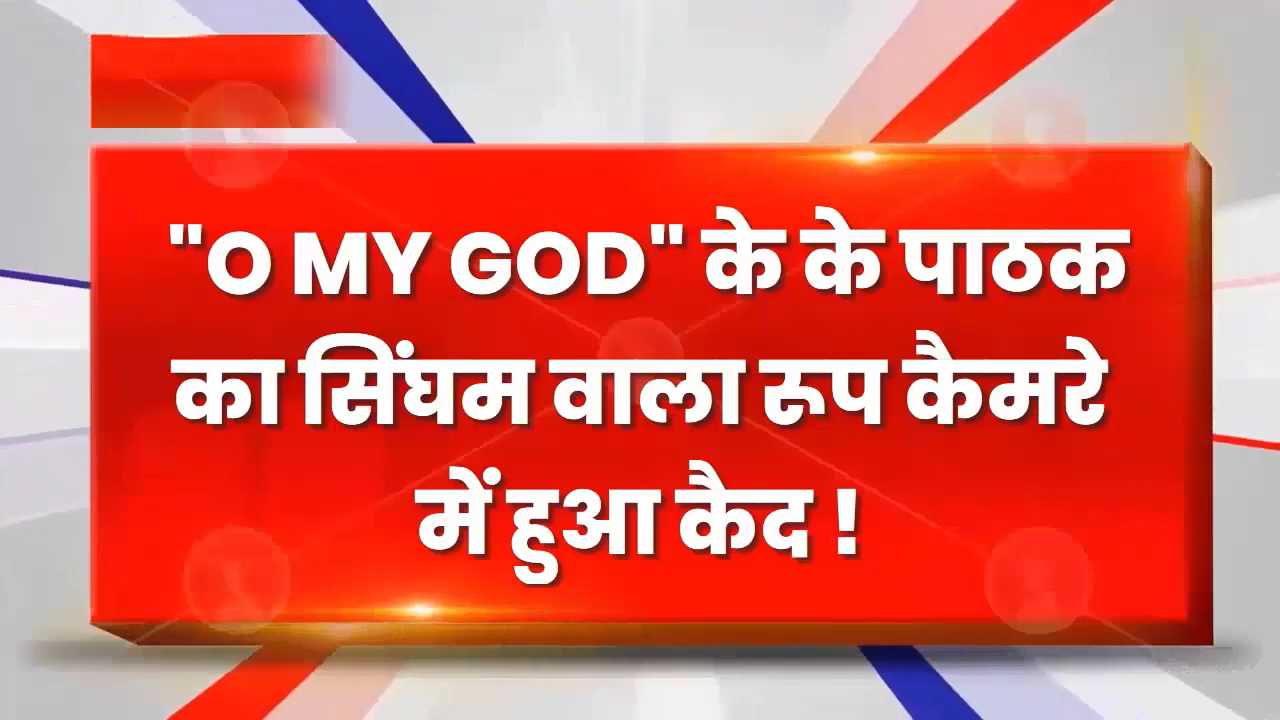 "O MY GOD" के के पाठक
का सिंघम वाला रूप कैमरे
में हुआ कैद !